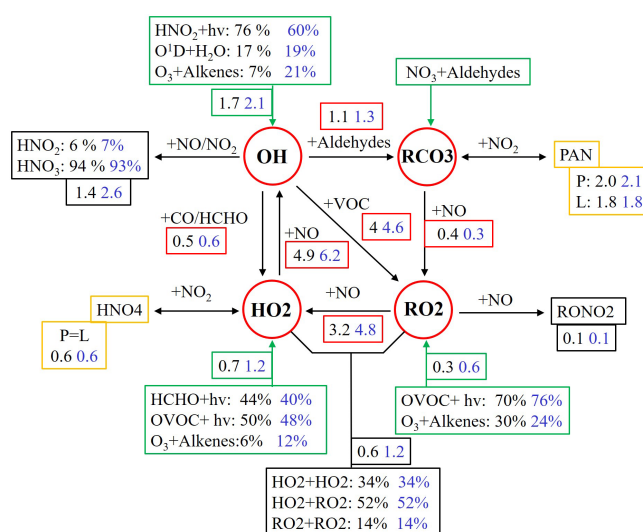 HNO₂+hv: 76 % 60%
O¹D+H₂O: 17 % 19%
O₃+Alkenes: 7% 21%
NO₃+Aldehydes
1.7 2.1
1.1 1.3
HNO₂: 6 % 7%
HNO₃: 94 % 93%
+NO/NO₂
OH
+Aldehydes
RCO3
+NO₂
PAN
1.4 2.6
P: 2.0 2.1
L: 1.8 1.8
+CO/HCHO
0.5 0.6
+NO
4.9 6.2
+VOC
4 4.6
+NO
0.4 0.3
HNO4
+NO₂
HO2
+NO
RO2
+NO
RONO2
P=L
0.6 0.6
3.2 4.8
0.1 0.1
0.7 1.2
0.3 0.6
HCHO+hv: 44% 40%
OVOC+ hv: 50% 48%
O₃+Alkenes:6% 12%
OVOC+ hv: 70% 76%
O₃+Alkenes: 30% 24%
0.6 1.2
HO2+HO2: 34% 34%
HO2+RO2: 52% 52%
RO2+RO2: 14% 14%